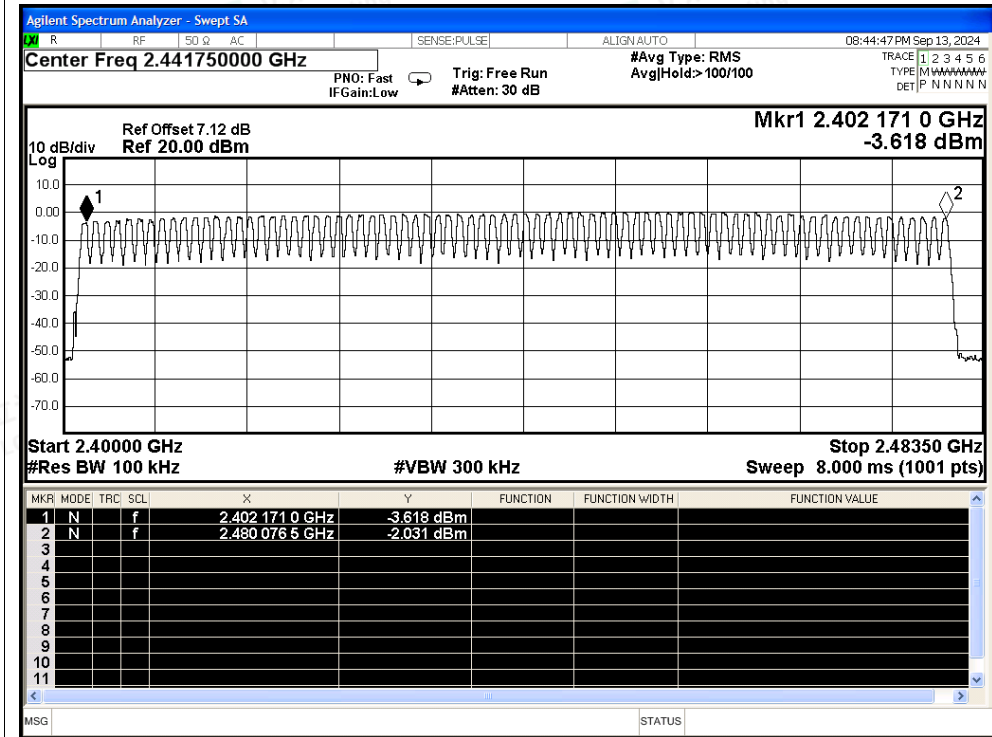 Agilent Spectrum Analyzer - Swept SA
LXI R RF 50 Ω AC SENSE:PULSE ALIGN AUTO 08:44:47 PM Sep 13, 2024
Center Freq 2.441750000 GHz
PNO: Fast
IFGain:Low
Trig: Free Run
#Atten: 30 dB
#Avg Type: RMS
Avg|Hold:>100/100
TRACE 1 2 3 4 5 6
TYPE M
DET P N N N N N
Ref Offset 7.12 dB
10 dB/div Ref 20.00 dBm
Log
Mkr1 2.402 171 0 GHz
-3.618 dBm
10.0
0.00
-10.0
-20.0
-30.0
-40.0
-50.0
-60.0
-70.0
1
2
Start 2.40000 GHz Stop 2.48350 GHz
#Res BW 100 kHz #VBW 300 kHz Sweep 8.000 ms (1001 pts)
MKR MODE TRC SCL X Y FUNCTION FUNCTION WIDTH FUNCTION VALUE
1 N f 2.402 171 0 GHz -3.618 dBm
2 N f 2.480 076 5 GHz -2.031 dBm
3
4
5
6
7
8
9
10
11
MSG STATUS